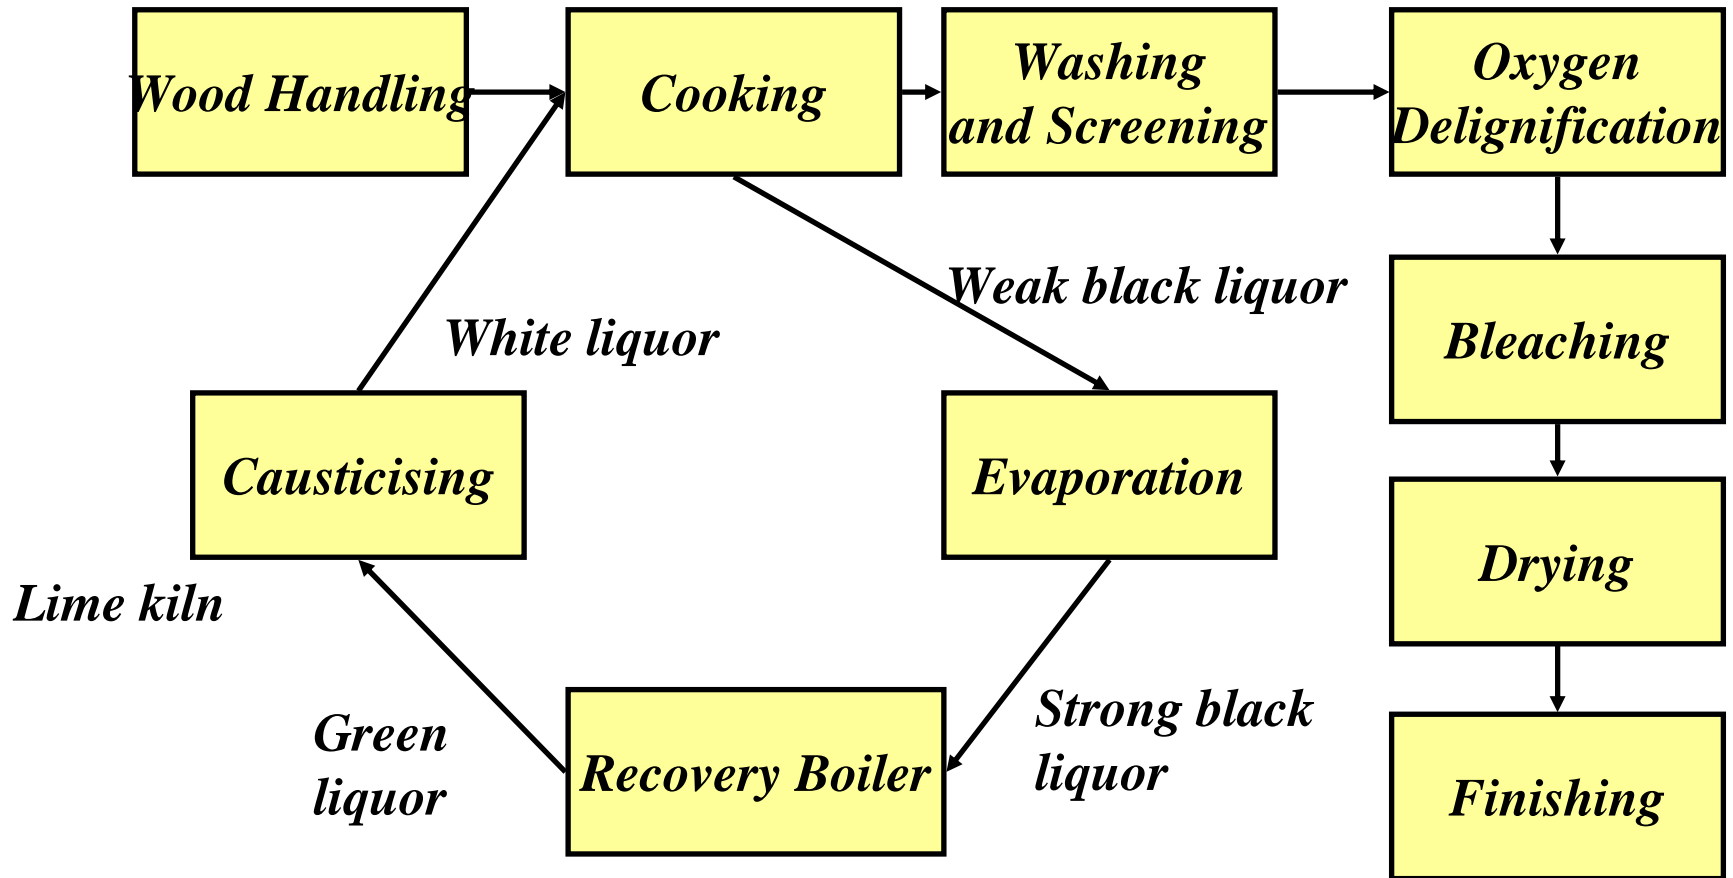 Wood Handling
Cooking
Washing
and Screening
Oxygen
Delignification
Weak black liquor
White liquor
Bleaching
Causticising
Evaporation
Drying
Lime kiln
Green
liquor
Recovery Boiler
Strong black
liquor
Finishing